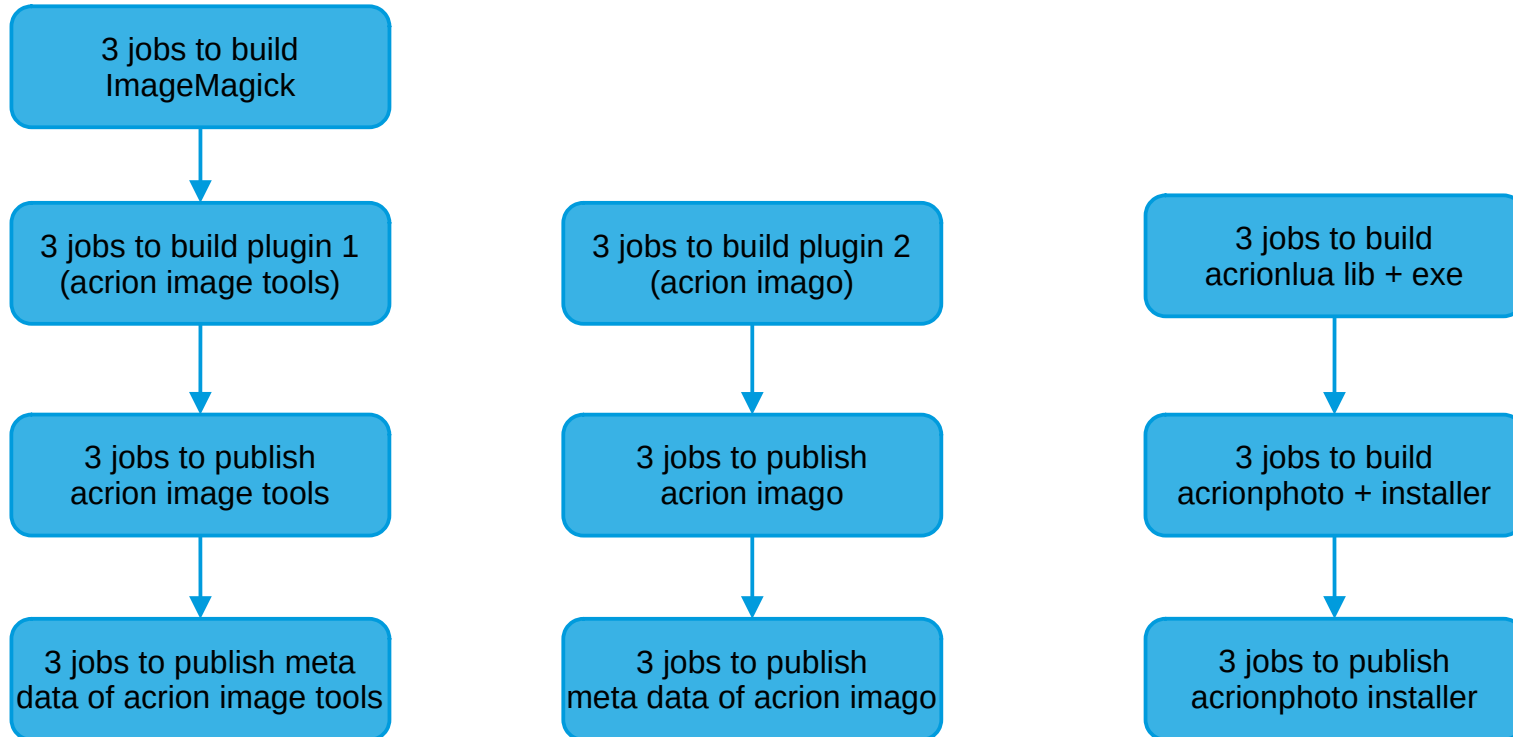 3 jobs to build
ImageMagick
3 jobs to build plugin 1
(acrion image tools)
3 jobs to build plugin 2
(acrion imago)
3 jobs to build
acrionlua lib + exe
3 jobs to publish
acrion image tools
3 jobs to publish
acrion imago
3 jobs to build
acrionphoto + installer
3 jobs to publish meta
data of acrion image tools
3 jobs to publish
meta data of acrion imago
3 jobs to publish
acrionphoto installer